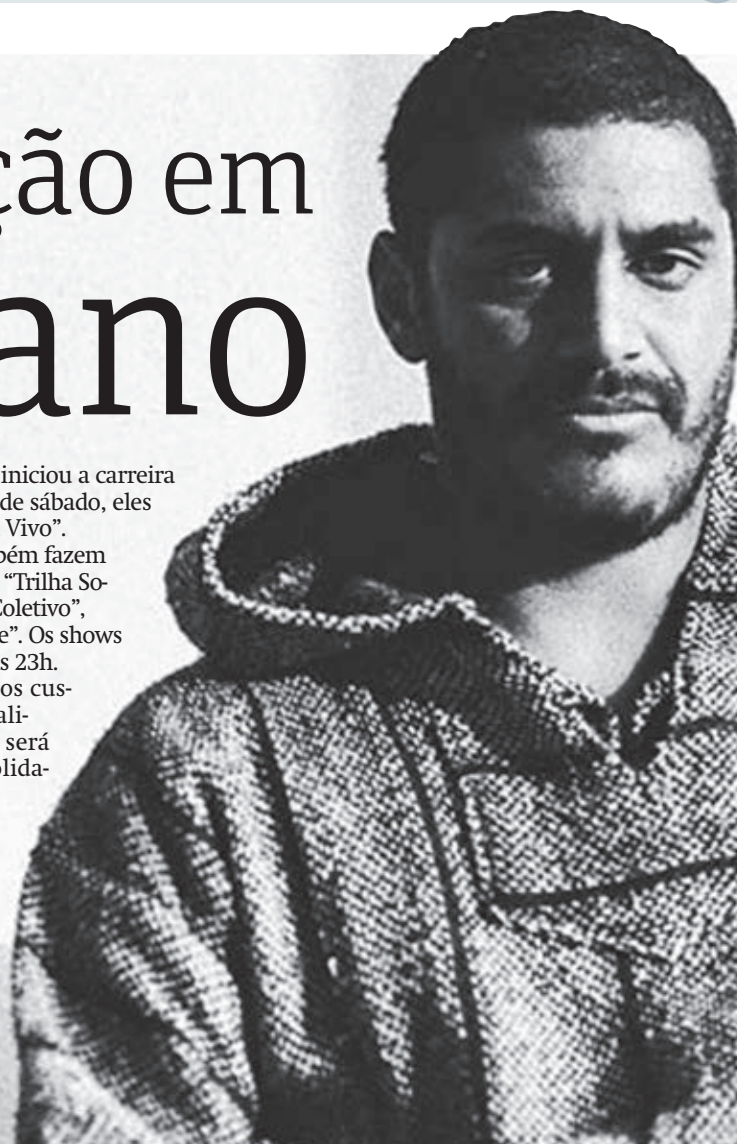 ção em
ano
iniciou a carreira
de sábado, eles
Vivo”.
bém fazem
“Trilha So-
Coletivo”,
e”. Os shows
s 23h.
os cus-
ali-
será
olida-